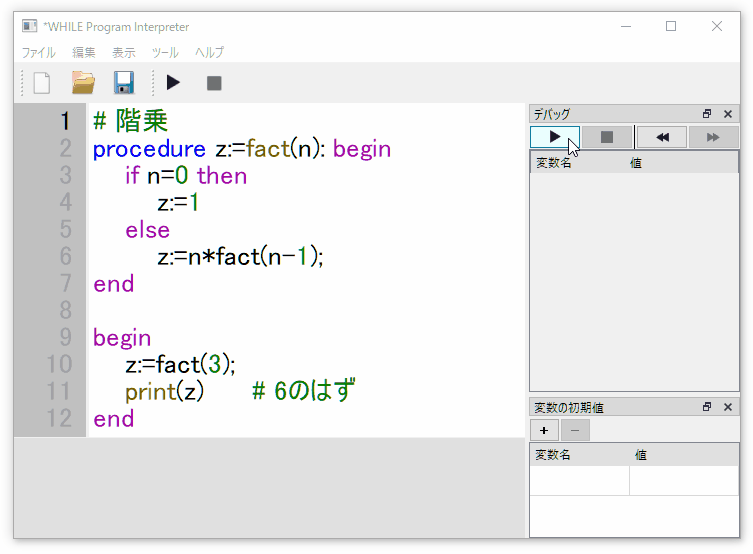 *WHILE Program Interpreter
ファイル 編集 表示 ツール ヘルプ
1 # 階乗
2 procedure z:=fact(n): begin
3 if n=0 then
4 z:=1
5 else
6 z:=n*fact(n-1);
7 end
8
9 begin
10 z:=fact(3);
11 print(z) # 6のはず
12 end
デバッグ
変数名 値
変数の初期値
变数名 値